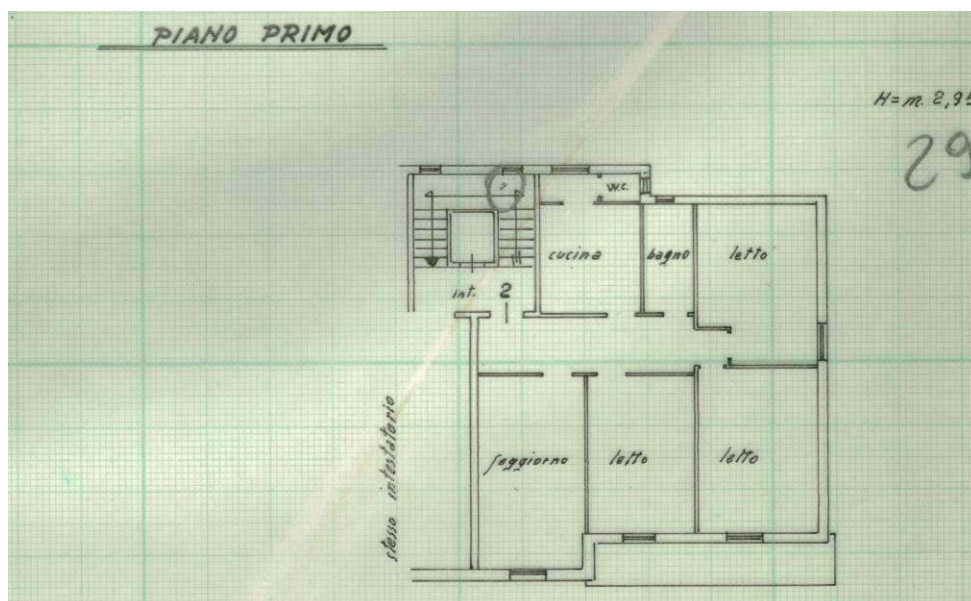 PIANO PRIMO
H=m. 2,95
29
?
w.c.
cucina
bagno
letto
int. 2
stesso intestatario
soggiorno
letto
letto